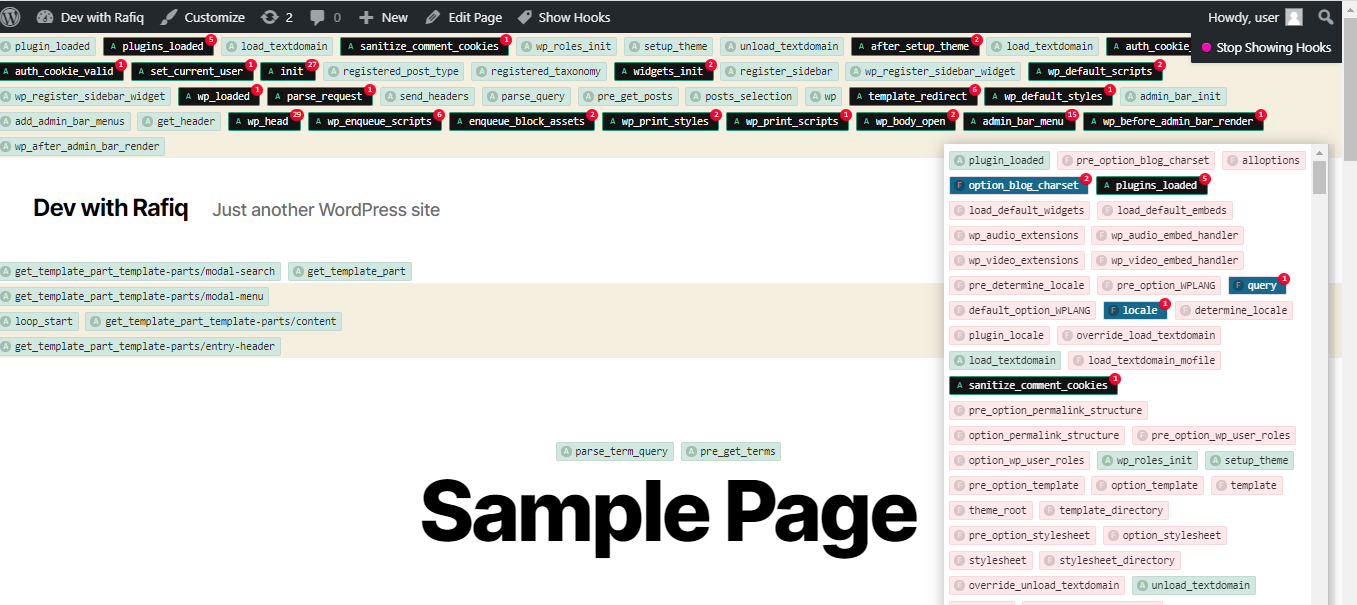 Dev with Rafiq Customize 2 0 New Edit Page Show Hooks Howdy, user
Stop Showing Hooks
A plugin_loaded A plugins_loaded 5 A load_textdomain A sanitize_comment_cookies 1 A wp_roles_init A setup_theme A unload_textdomain A after_setup_theme 2 A load_textdomain A auth_cookie_
A auth_cookie_valid 1 A set_current_user 1 A init 27 A registered_post_type A registered_taxonomy A widgets_init 2 A register_sidebar A wp_register_sidebar_widget A wp_default_scripts 2
A wp_register_sidebar_widget A wp_loaded 1 A parse_request 1 A send_headers A parse_query A pre_get_posts A posts_selection A wp A template_redirect 6 A wp_default_styles 1 A admin_bar_init
A add_admin_bar_menus A get_header A wp_head 29 A wp_enqueue_scripts 6 A enqueue_block_assets 2 A wp_print_styles 2 A wp_print_scripts 1 A wp_body_open 2 A admin_bar_menu 15 A wp_before_admin_bar_render 1
A wp_after_admin_bar_render
Dev with Rafiq Just another WordPress site
A get_template_part_template-parts/modal-search A get_template_part
A get_template_part_template-parts/modal-menu
A loop_start A get_template_part_template-parts/content
A get_template_part_template-parts/entry-header
A parse_term_query A pre_get_terms
Sample Page
A plugin_loaded F pre_option_blog_charset F alloptions
F option_blog_charset 2 A plugins_loaded 5
F load_default_widgets F load_default_embeds
F wp_audio_extensions F wp_audio_embed_handler
F wp_video_extensions F wp_video_embed_handler
F pre_determine_locale F pre_option_WPLANG F query 1
F default_option_WPLANG F locale 1 F determine_locale
F plugin_locale F override_load_textdomain
A load_textdomain F load_textdomain_mofile
A sanitize_comment_cookies 1
F pre_option_permalink_structure
F option_permalink_structure F pre_option_wp_user_roles
F option_wp_user_roles A wp_roles_init A setup_theme
F pre_option_template F option_template F template
F theme_root F template_directory
F pre_option_stylesheet F option_stylesheet
F stylesheet F stylesheet_directory
F override_unload_textdomain A unload_textdomain